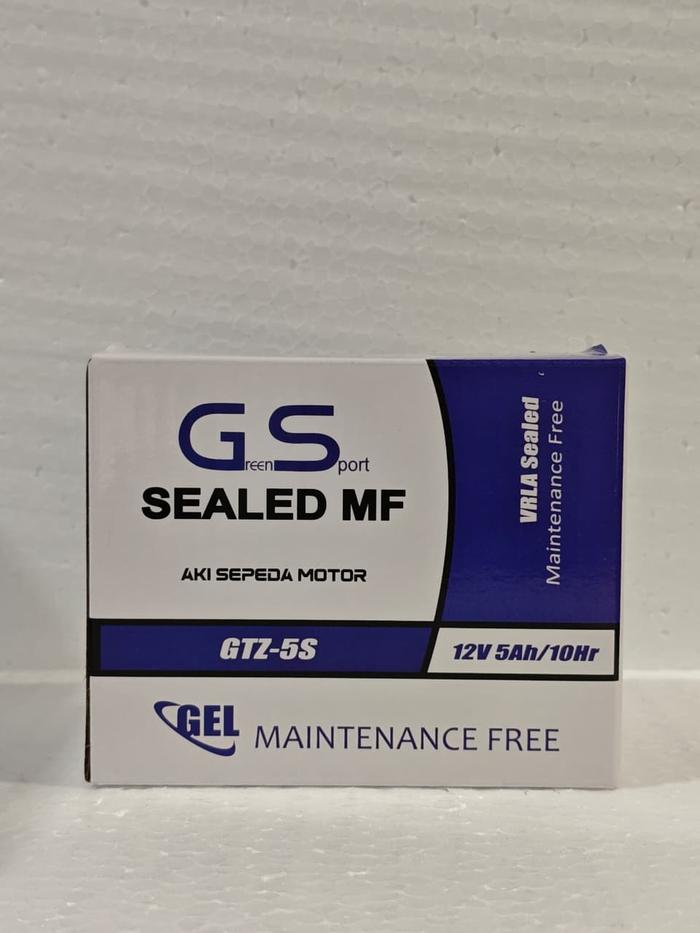 Green Sport
SEALED MF
AKI SEPEDA MOTOR
VRLA Sealed
Maintenance Free
GTZ-5S
12V 5Ah/10Hr
GEL
MAINTENANCE FREE